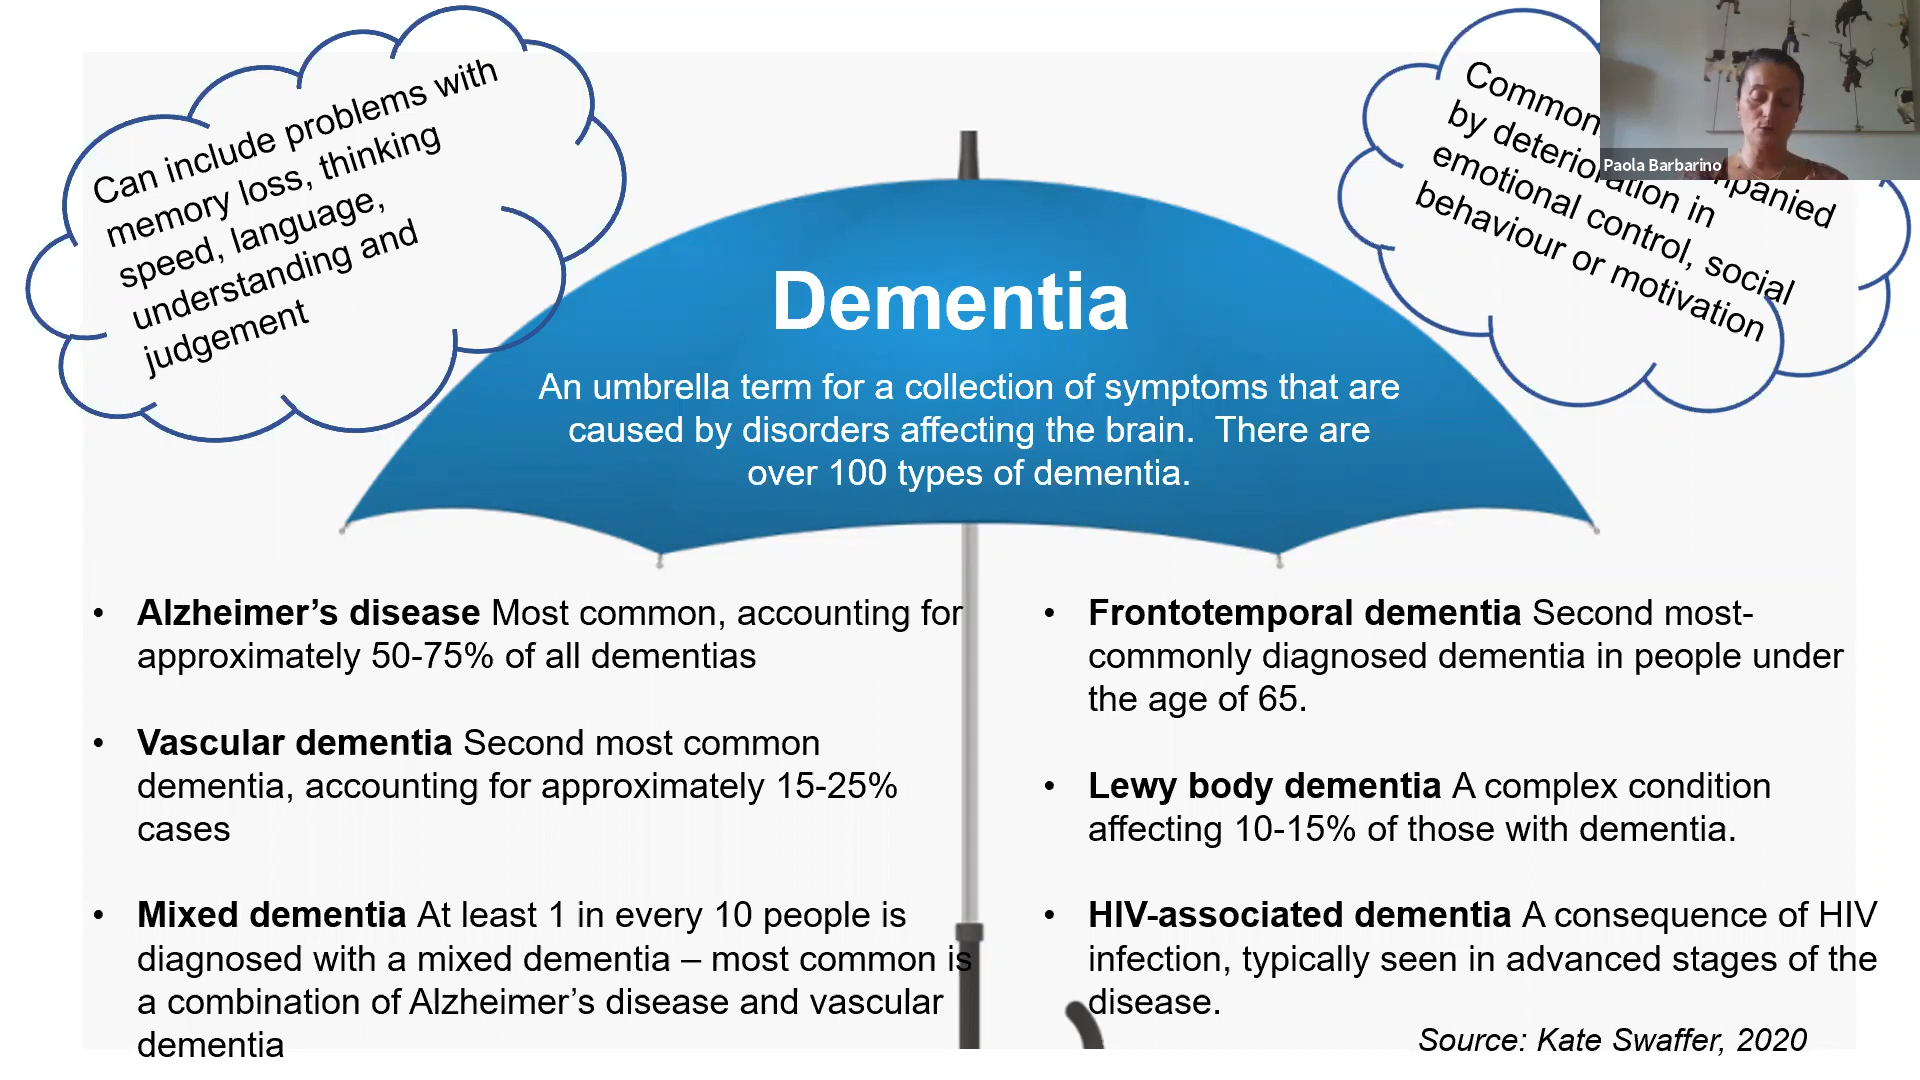 Can include problems with
memory loss, thinking
speed, language,
understanding and
judgement
Common
panied
by deterioration in
emotional control, social
behaviour or motivation
Paola Barbarino
Dementia
An umbrella term for a collection of symptoms that are
caused by disorders affecting the brain.  There are
over 100 types of dementia.
• Alzheimer’s disease Most common, accounting for
approximately 50-75% of all dementias
• Vascular dementia Second most common
dementia, accounting for approximately 15-25%
cases
• Mixed dementia At least 1 in every 10 people is
diagnosed with a mixed dementia – most common is
a combination of Alzheimer’s disease and vascular
dementia
• Frontotemporal dementia Second most-
commonly diagnosed dementia in people under
the age of 65.
• Lewy body dementia A complex condition
affecting 10-15% of those with dementia.
• HIV-associated dementia A consequence of HIV
infection, typically seen in advanced stages of the
disease.
Source: Kate Swaffer, 2020